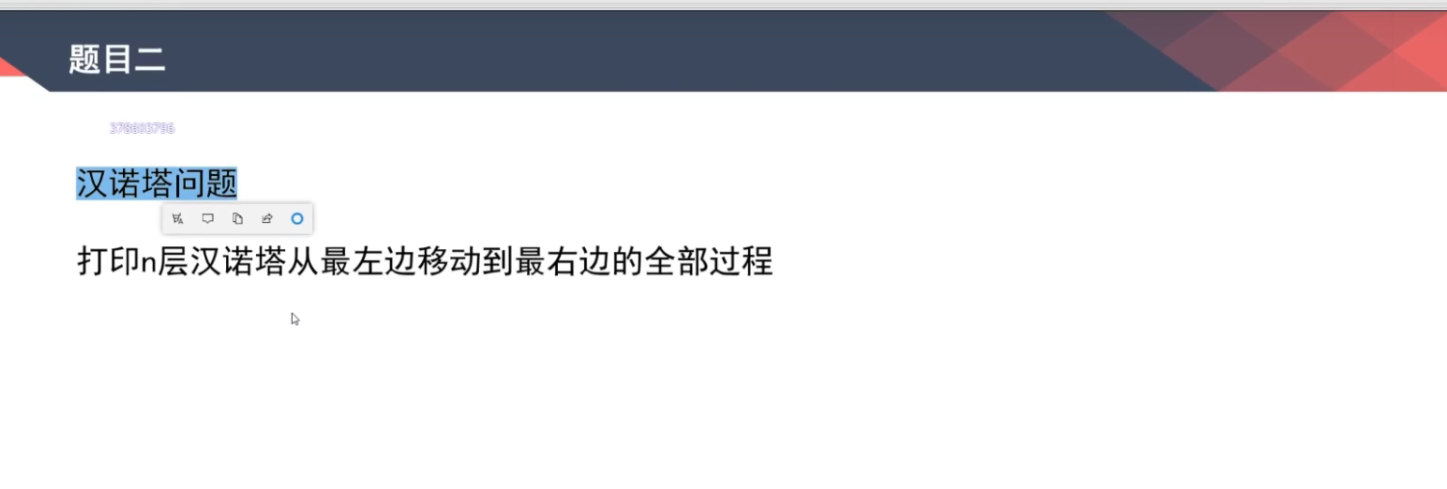 题目二
汉诺塔问题
打印n层汉诺塔从最左边移动到最右边的全部过程